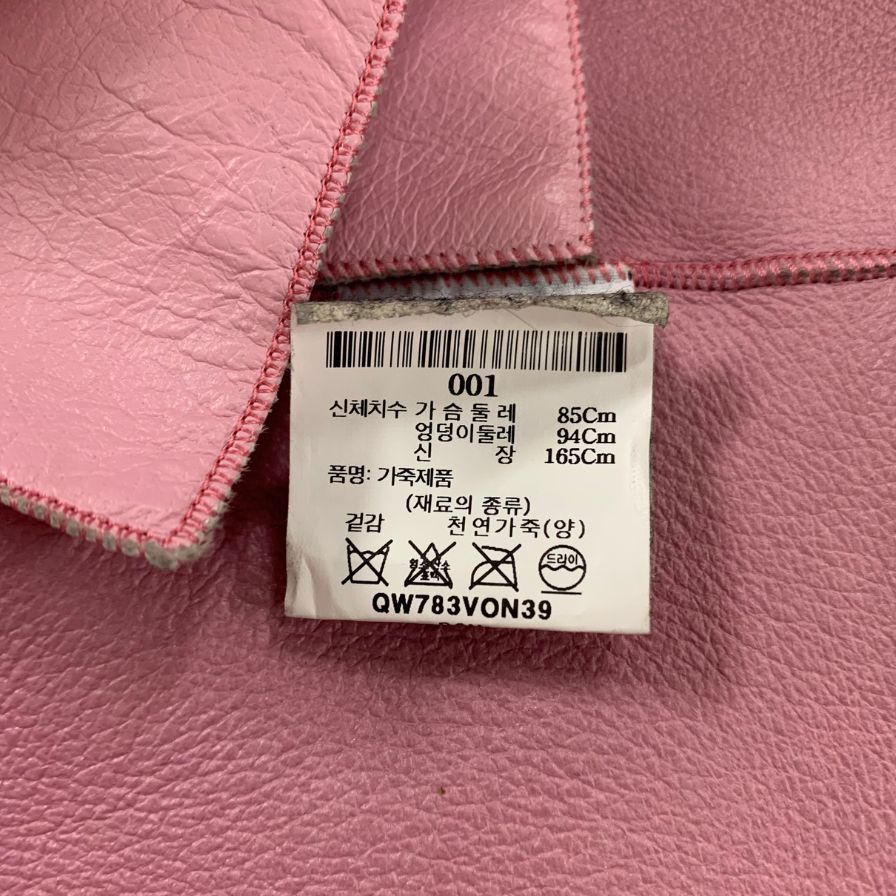 001
신체치수 가 슴 둘 레 85Cm
엉덩이둘레 94Cm
신 장 165Cm
품명: 가죽제품
(재료의 종류)
겉감 천연가죽(양)
드라이
QW783VON39